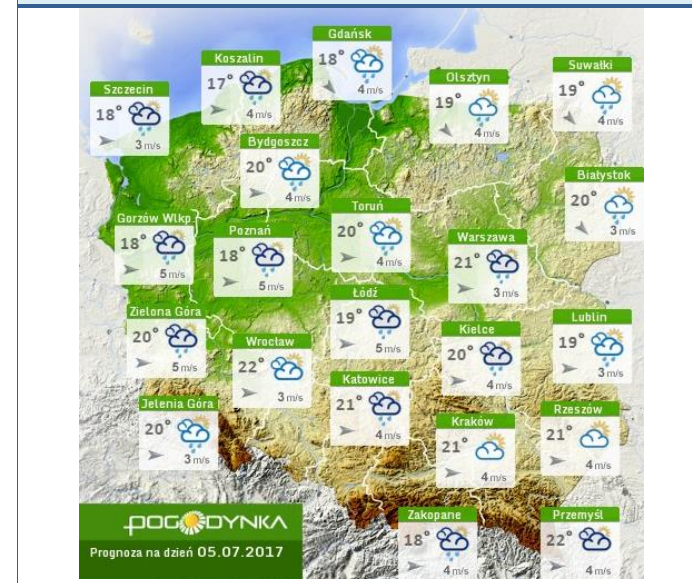 Gdańsk
18°
4 m/s
Koszalin
17°
4 m/s
Suwałki
19°
4 m/s
Olsztyn
19°
4 m/s
Szczecin
18°
3 m/s
Bydgoszcz
20°
4 m/s
Białystok
20°
3 m/s
Toruń
20°
4 m/s
Gorzów Wlkp.
18°
5 m/s
Poznań
18°
5 m/s
Warszawa
21°
3 m/s
Łódź
19°
5 m/s
Zielona Góra
20°
5 m/s
Lublin
19°
3 m/s
Kielce
20°
4 m/s
Wrocław
22°
3 m/s
Katowice
21°
4 m/s
Jelenia Góra
20°
3 m/s
Rzeszów
21°
4 m/s
Kraków
21°
4 m/s
Zakopane
18°
4 m/s
Przemyśl
22°
4 m/s
POGODYNKA
Prognoza na dzień 05.07.2017